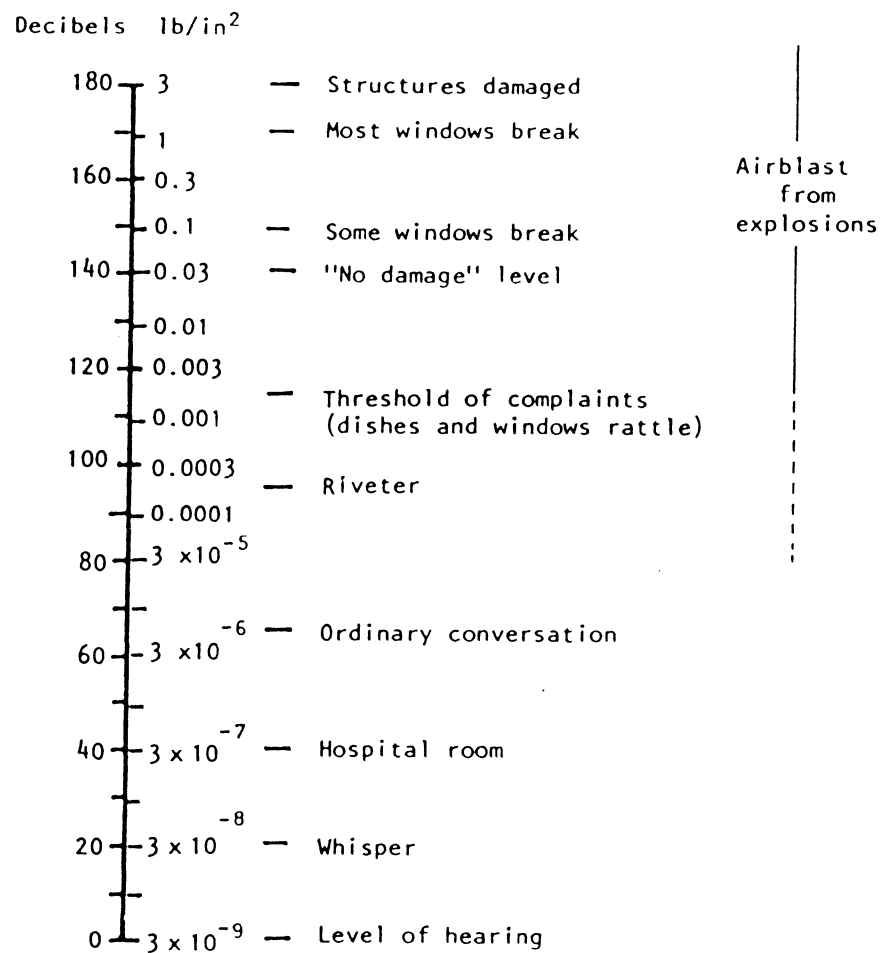 Decibels lb/in²
180 3 Structures damaged
1 Most windows break
160 0.3
Airblast
from
explosions
0.1 Some windows break
140 0.03 "No damage" level
0.01
120 0.003
Threshold of complaints
0.001 (dishes and windows rattle)
100 0.0003
Riveter
0.0001
80 3 x10⁻⁵
60 3 x10⁻⁶ Ordinary conversation
40 3 x 10⁻⁷ Hospital room
20 3 x 10⁻⁸ Whisper
0 3 x 10⁻⁹ Level of hearing